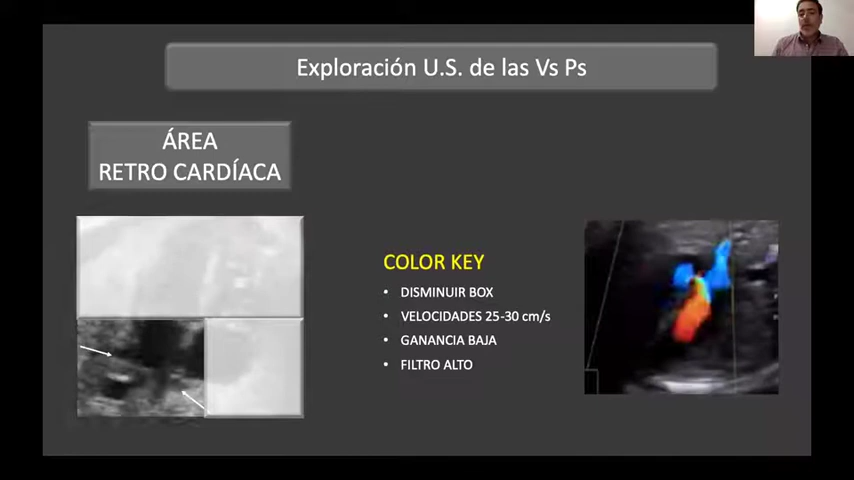 Exploración U.S. de las Vs Ps
ÁREA
RETRO CARDÍACA
COLOR KEY
• DISMINUIR BOX
• VELOCIDADES 25-30 cm/s
• GANANCIA BAJA
• FILTRO ALTO